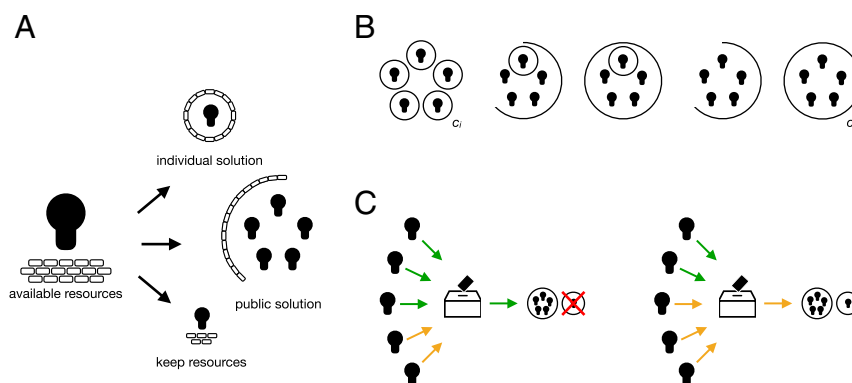 A
individual solution
available resources
public solution
keep resources
B
ci
C